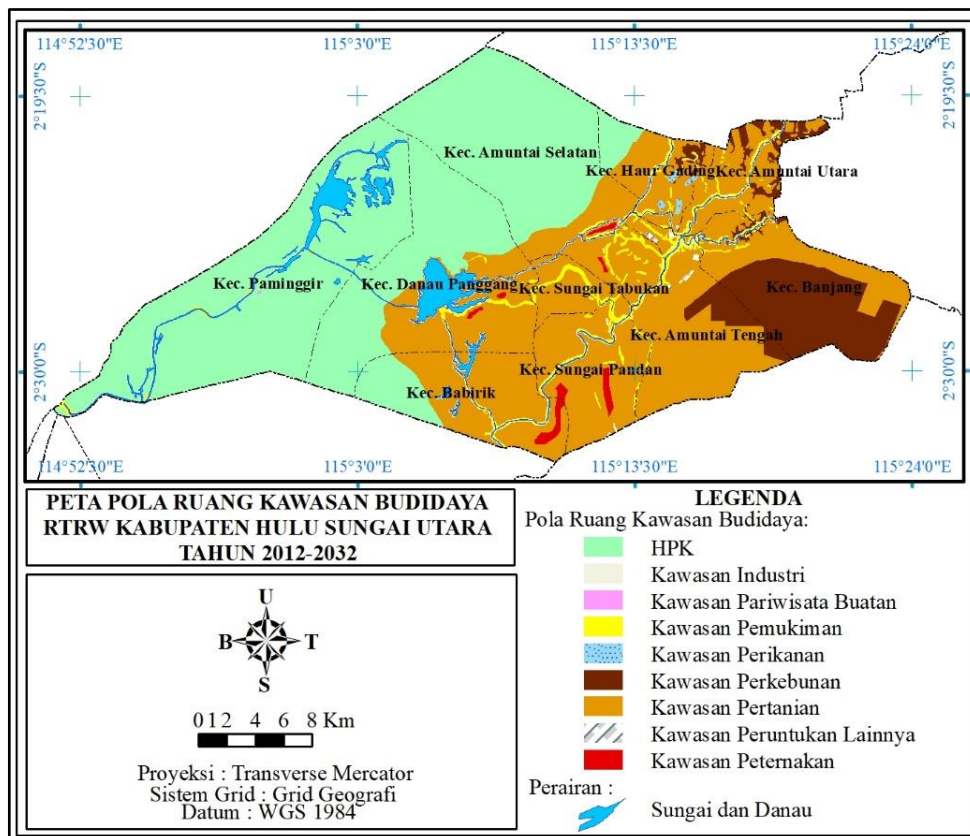 114°52'30"E 115°3'0"E 115°13'30"E 115°24'0"E
2°19'30"S 2°19'30"S
Kec. Amuntai Selatan
Kec. Haur Gading Kec. Amuntai Utara
Kec. Paminggir Kec. Danau Panggang Kec. Sungai Tabukan Kec. Banjang
Kec. Amuntai Tengah
Kec. Sungai Pandan
Kec. Babirik
2°30'0"S 2°30'0"S
114°52'30"E 115°3'0"E 115°13'30"E 115°24'0"E
PETA POLA RUANG KAWASAN BUDIDAYA
RTRW KABUPATEN HULU SUNGAI UTARA
TAHUN 2012-2032
U
B T
S
0 1 2 4 6 8 Km
Proyeksi : Transverse Mercator
Sistem Grid : Grid Geografi
Datum : WGS 1984
LEGENDA
Pola Ruang Kawasan Budidaya:
HPK
Kawasan Industri
Kawasan Pariwisata Buatan
Kawasan Pemukiman
Kawasan Perikanan
Kawasan Perkebunan
Kawasan Pertanian
Kawasan Peruntukan Lainnya
Kawasan Peternakan
Perairan :
Sungai dan Danau